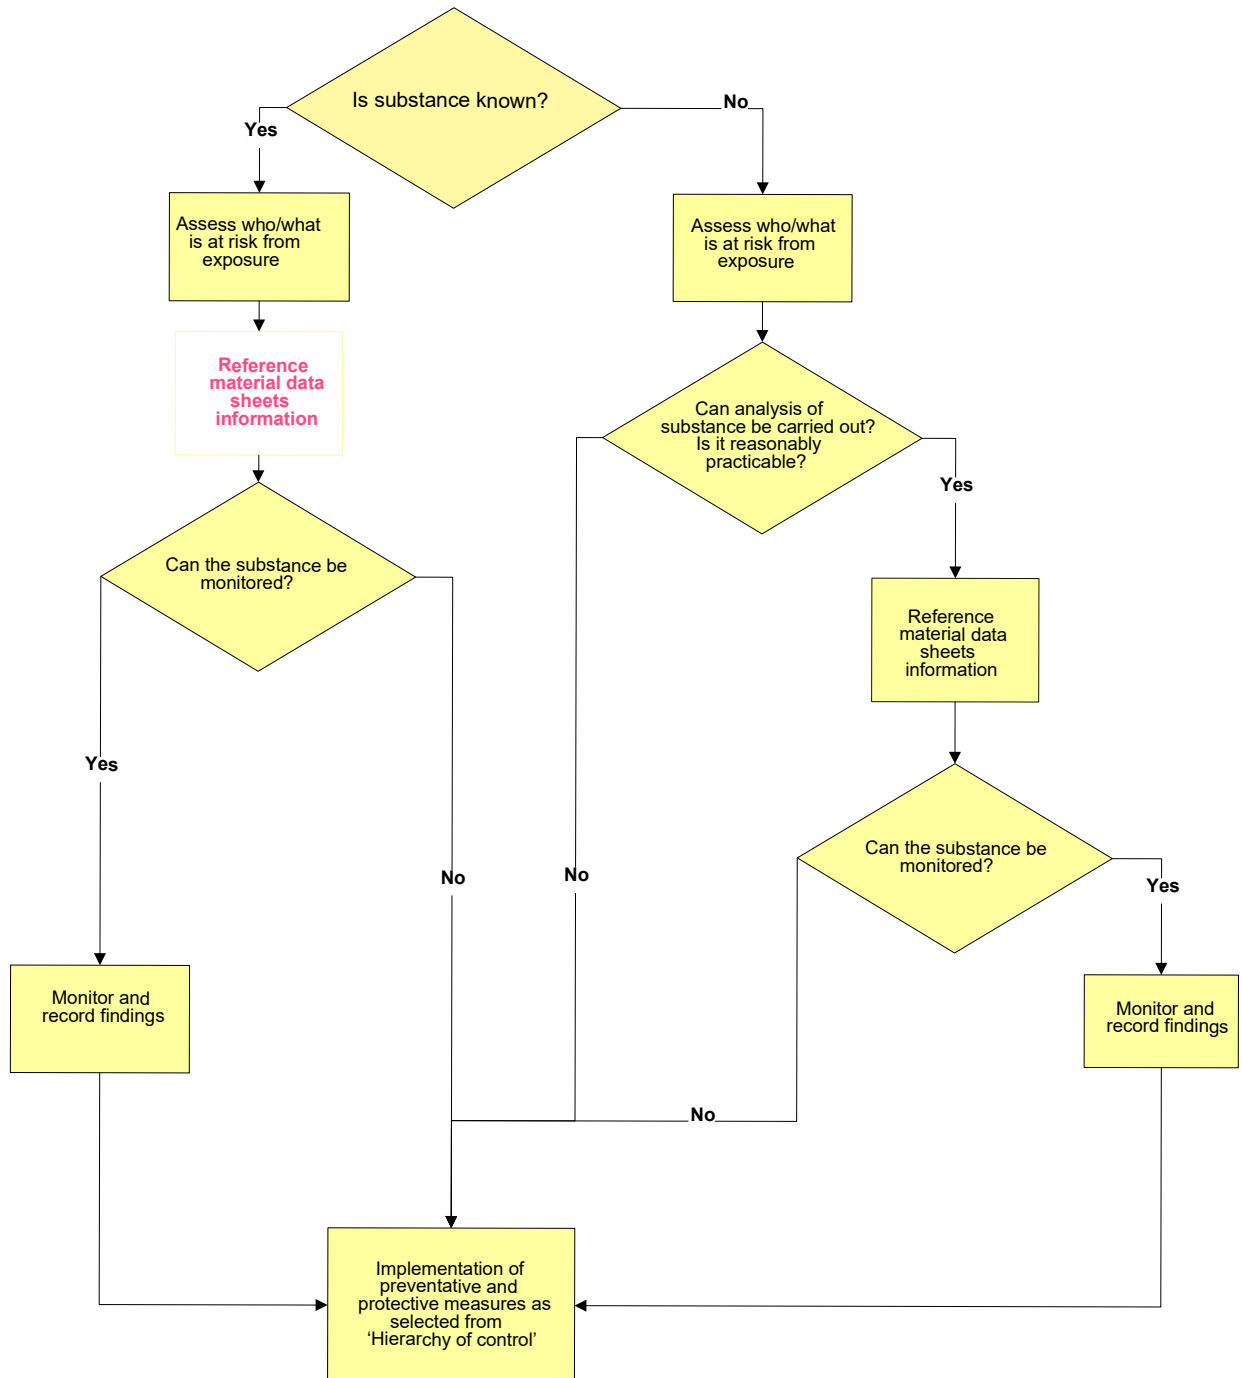 Is substance known?
Yes
No
Assess who/what
is at risk from
exposure
Assess who/what
is at risk from
exposure
Reference
material data
sheets
information
Can analysis of
substance be carried out?
Is it reasonably
practicable?
Yes
Can the substance be
monitored?
Reference
material data
sheets
information
Yes
No
No
Can the substance be
monitored?
Yes
Monitor and
record findings
Monitor and
record findings
No
Implementation of
preventative and
protective measures as
selected from
‘Hierarchy of control’